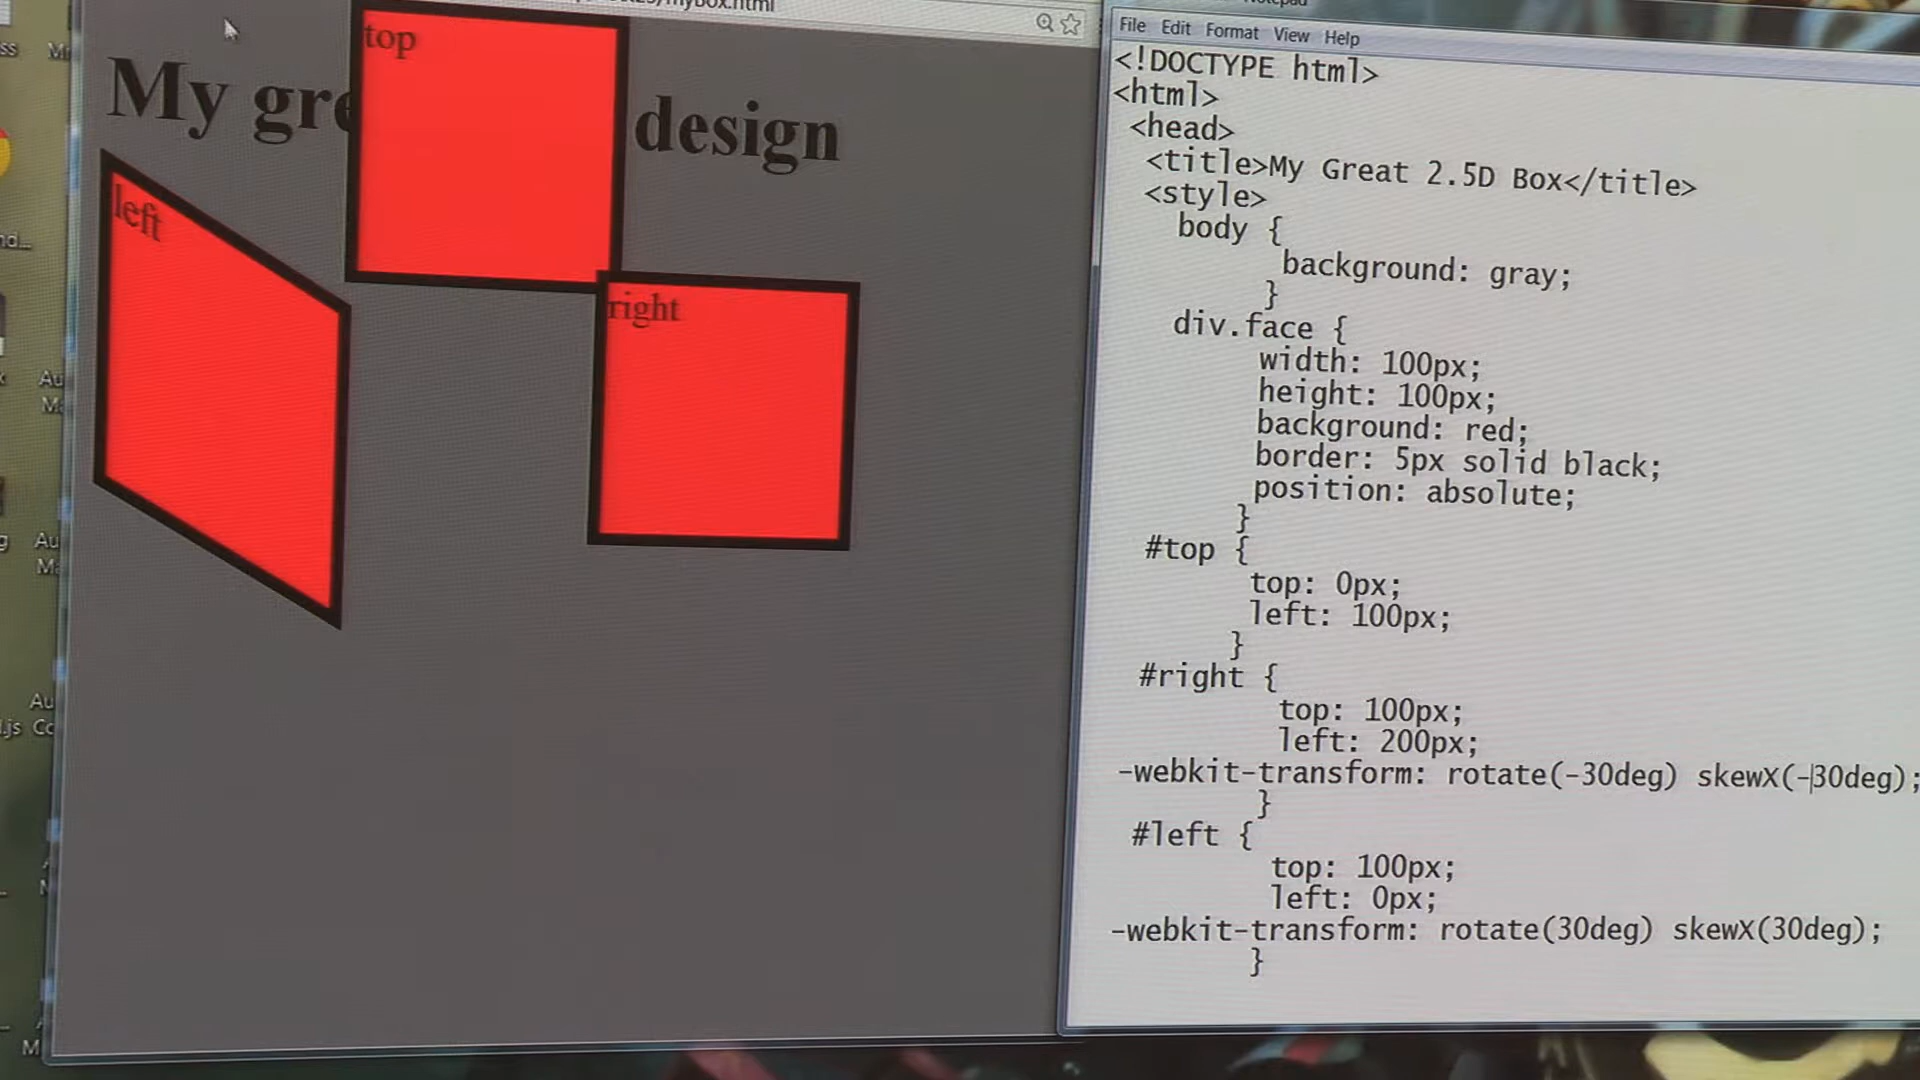 myBox.html
My gre design
top
left
right
File Edit Format View Help
<!DOCTYPE html>
<html>
<head>
<title>My Great 2.5D Box</title>
<style>
body {
background: gray;
}
div.face {
width: 100px;
height: 100px;
background: red;
border: 5px solid black;
position: absolute;
}
#top {
top: 0px;
left: 100px;
}
#right {
top: 100px;
left: 200px;
-webkit-transform: rotate(-30deg) skewX(-30deg);
}
#left {
top: 100px;
left: 0px;
-webkit-transform: rotate(30deg) skewX(30deg);
}